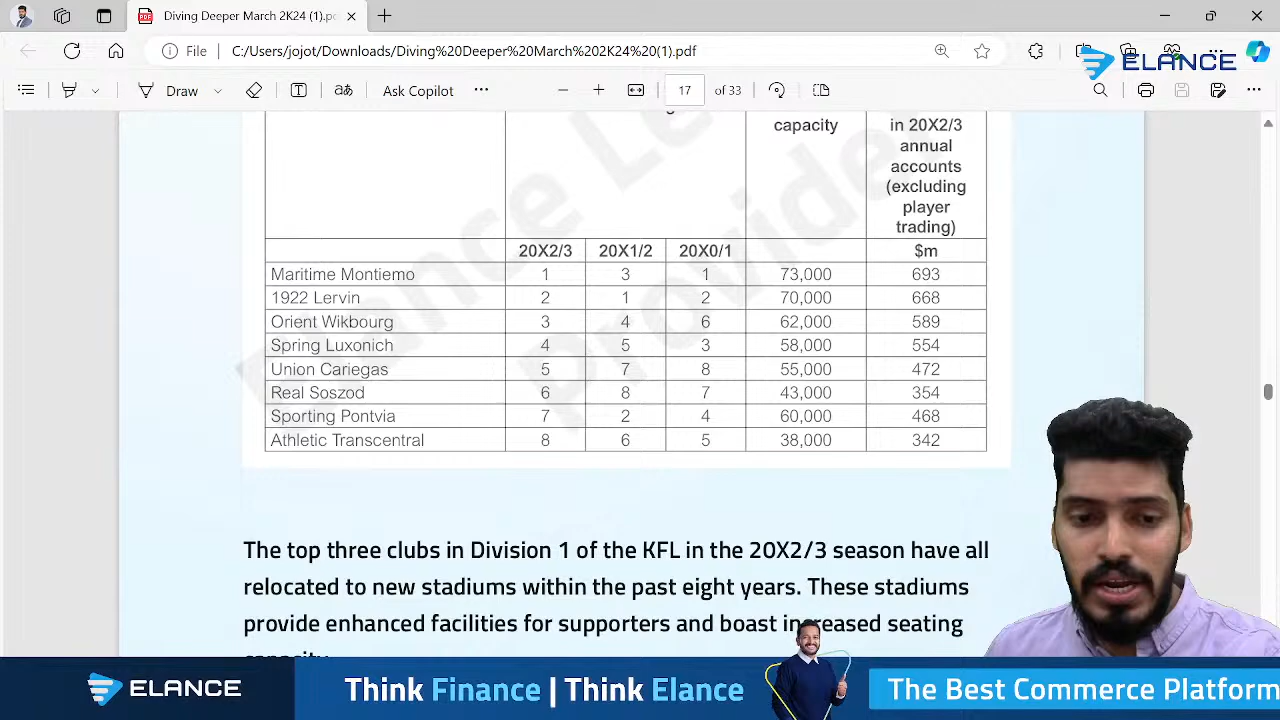 Diving Deeper March 2K24 (1).pd
File C:/Users/jojot/Downloads/Diving%20Deeper%20March%202K24%20(1).pdf
ELANCE
Draw Ask Copilot 17 of 33
capacity in 20X2/3
annual
accounts
(excluding
player
trading)
20X2/3 20X1/2 20X0/1 $m
Maritime Montiemo 1 3 1 73,000 693
1922 Lervin 2 1 2 70,000 668
Orient Wikbourg 3 4 6 62,000 589
Spring Luxonich 4 5 3 58,000 554
Union Cariegas 5 7 8 55,000 472
Real Soszod 6 8 7 43,000 354
Sporting Pontvia 7 2 4 60,000 468
Athletic Transcentral 8 6 5 38,000 342
The top three clubs in Division 1 of the KFL in the 20X2/3 season have all
relocated to new stadiums within the past eight years. These stadiums
provide enhanced facilities for supporters and boast increased seating
ELANCE Think Finance | Think Elance The Best Commerce Platform